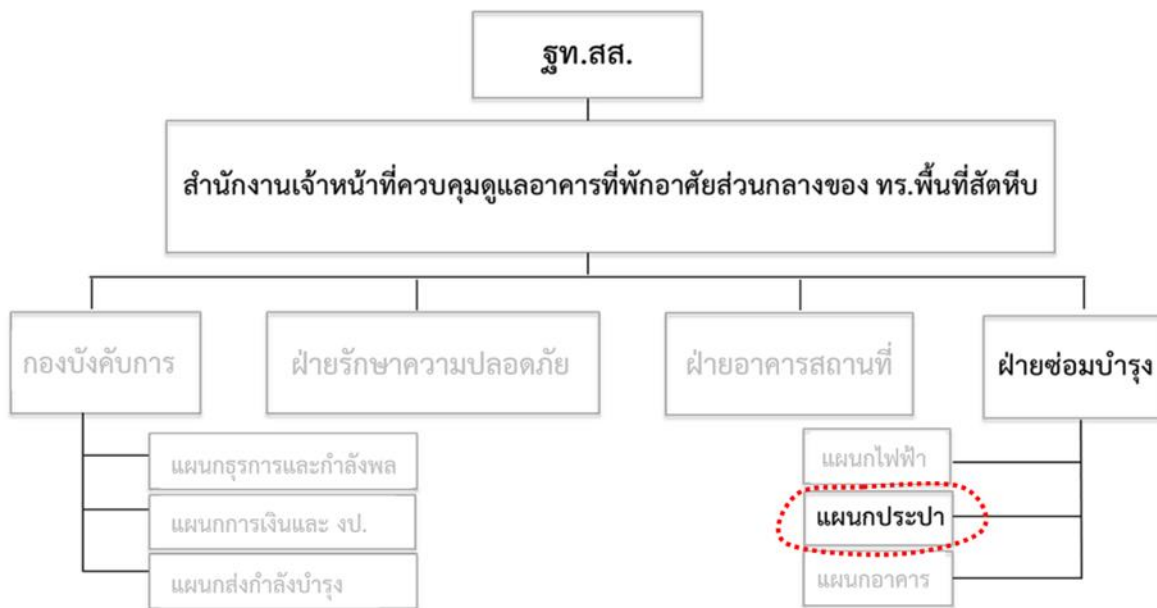 ฐท.สส.
สำนักงานเจ้าหน้าที่ควบคุมดูแลอาคารที่พักอาศัยส่วนกลางของ ทร.พื้นที่สัตหีบ
กองบังคับการ
ฝ่ายรักษาความปลอดภัย
ฝ่ายอาคารสถานที่
ฝ่ายซ่อมบำรุง
แผนกธุรการและกำลังพล
แผนกการเงินและ งป.
แผนกส่งกำลังบำรุง
แผนกไฟฟ้า
แผนกประปา
แผนกอาคาร